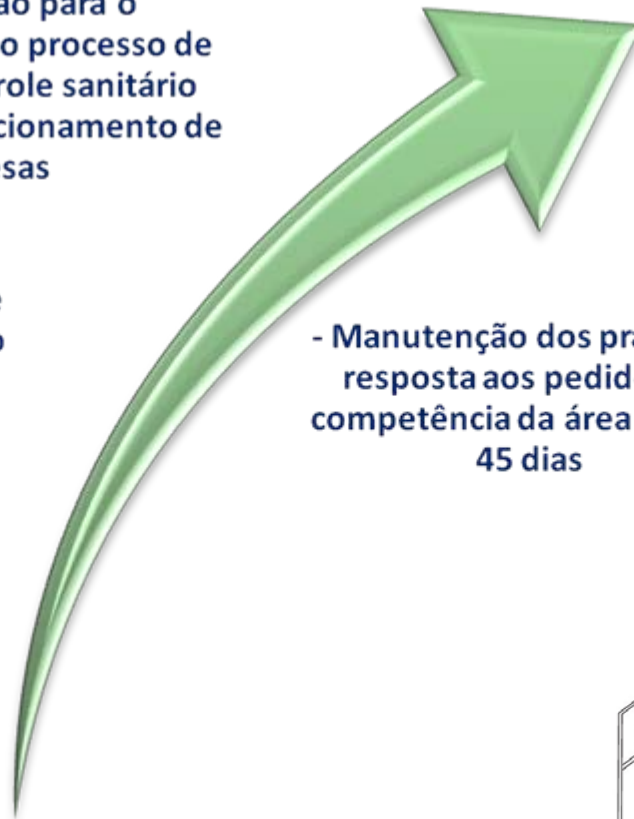 ão para o
o processo de
role sanitário
cionamento de
sas
e
o
- Manutenção dos pra
resposta aos pedid
competência da área
45 dias